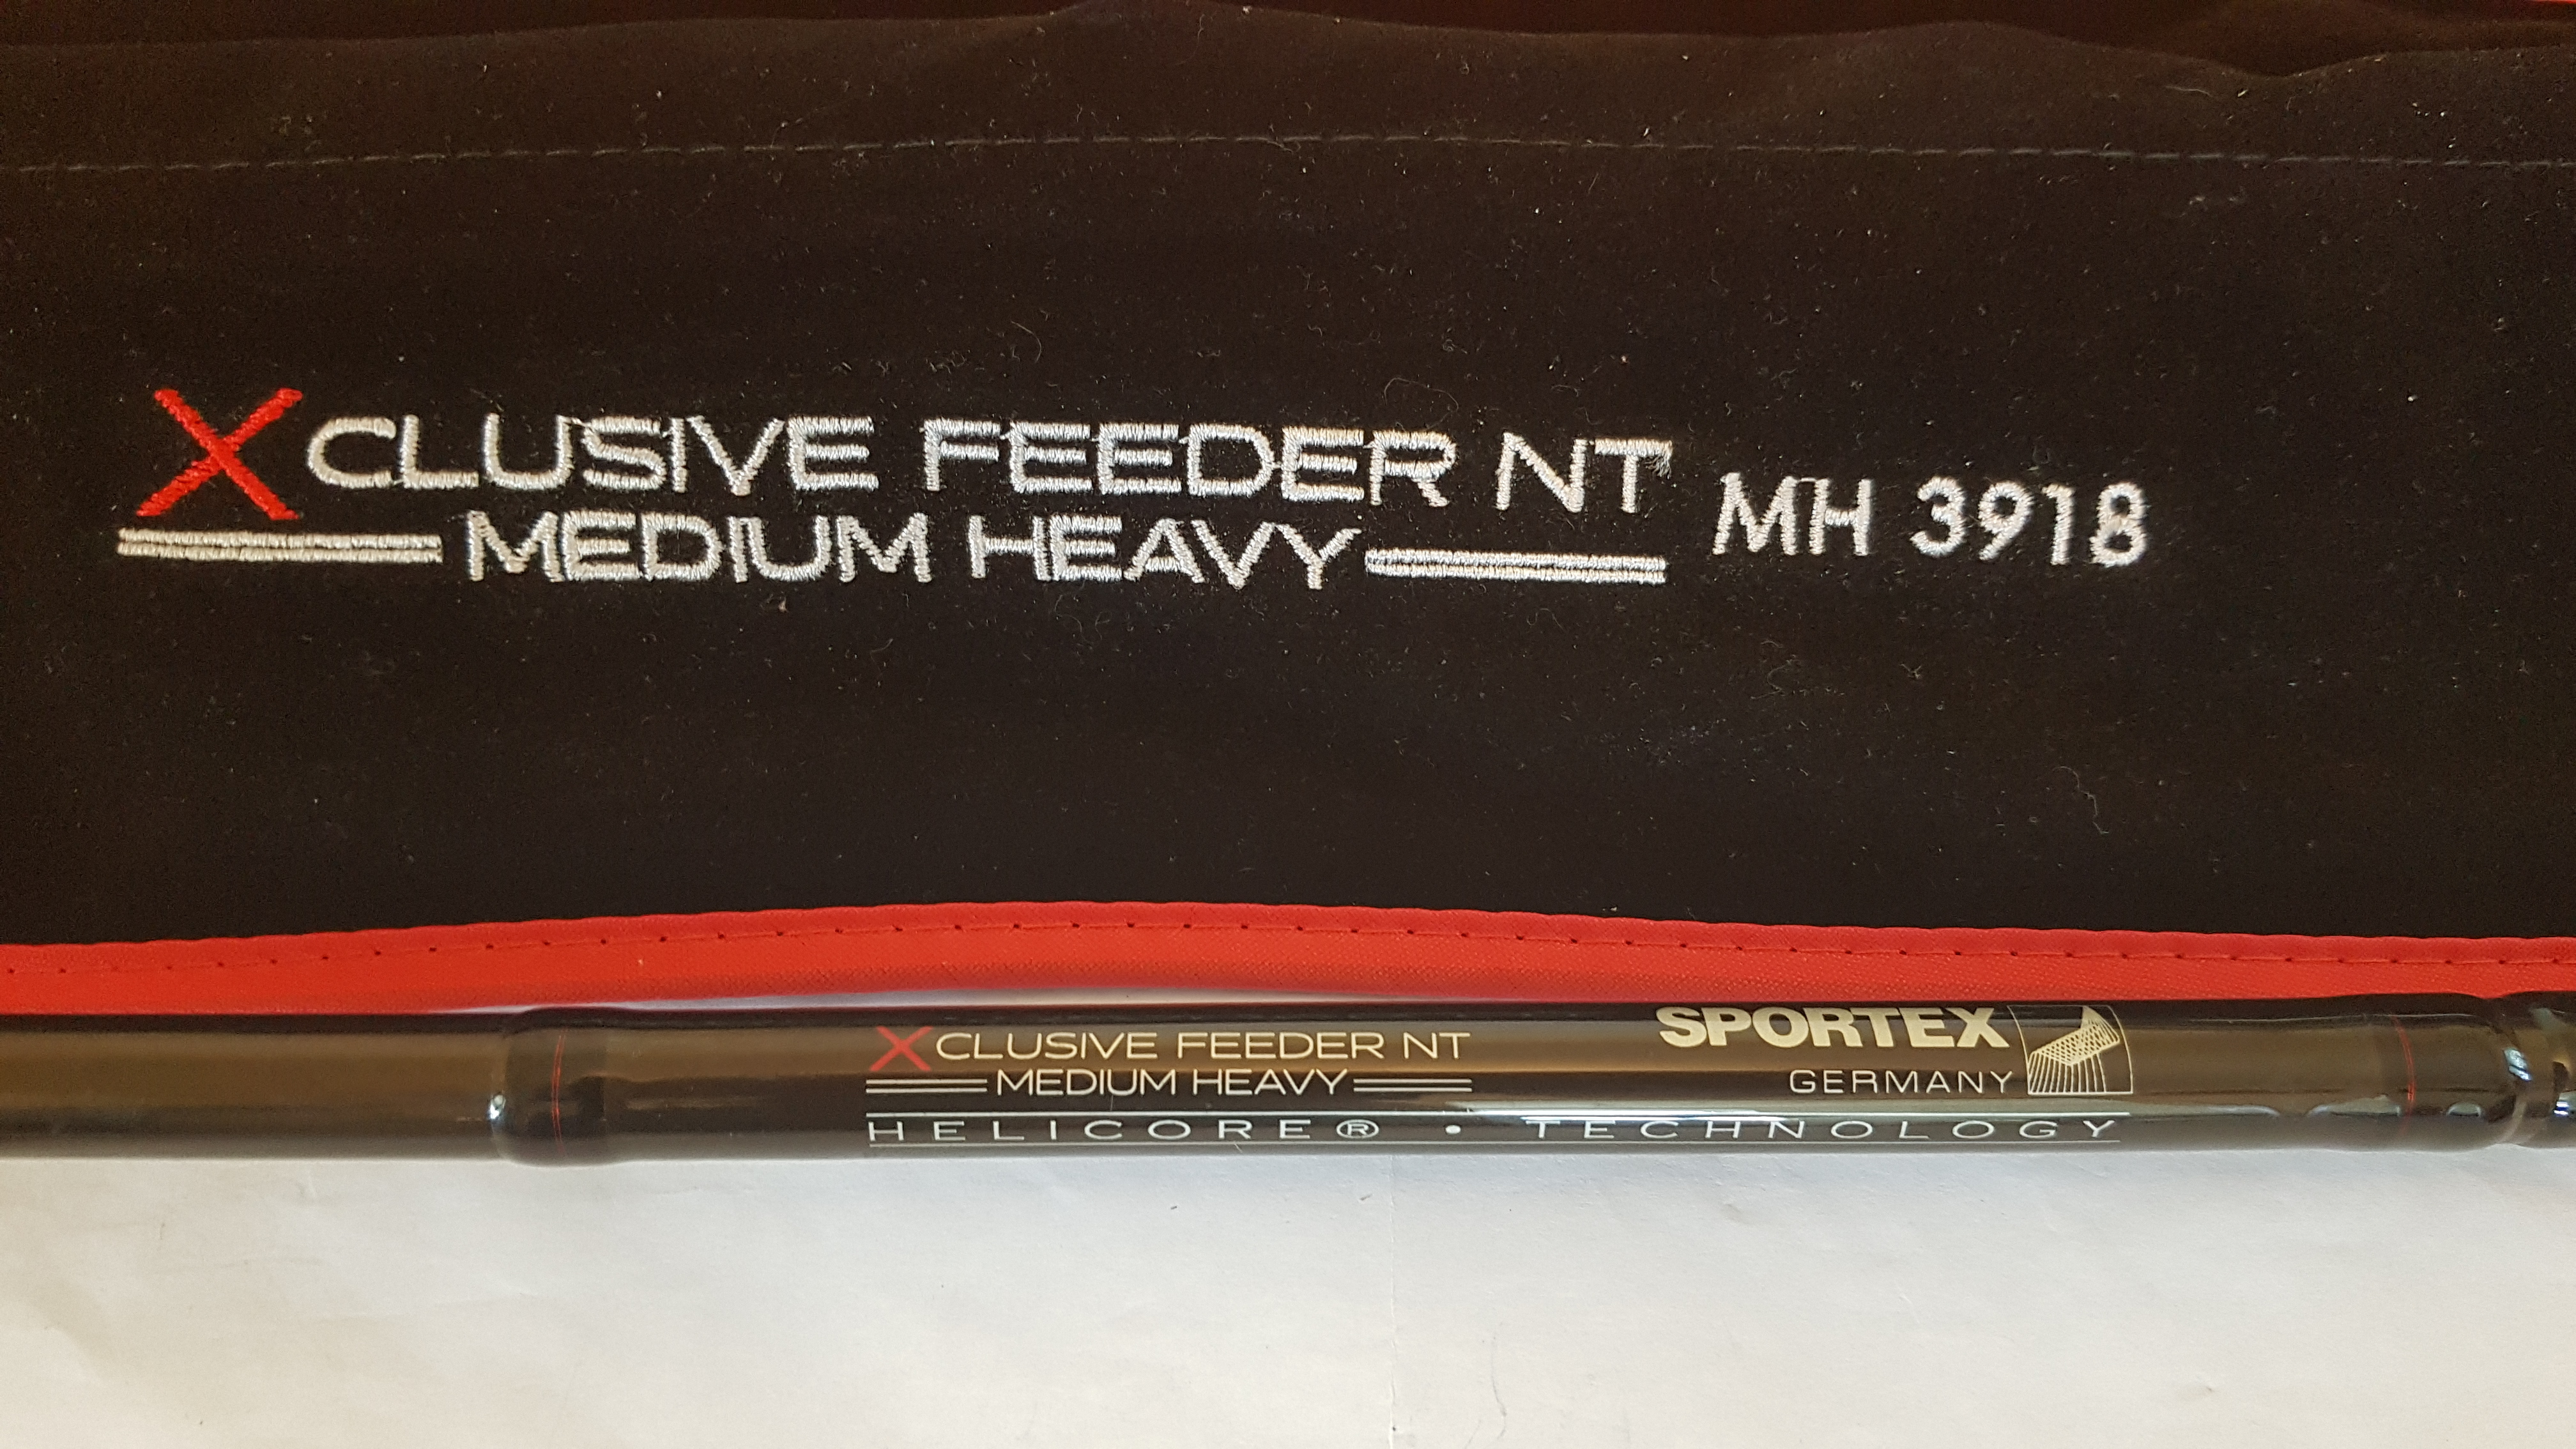 XCLUSIVE FEEDER NT
MEDIUM HEAVY
MH 3918
XCLUSIVE FEEDER NT
MEDIUM HEAVY
SPORTEX
GERMANY
HELICORE® • TECHNOLOGY